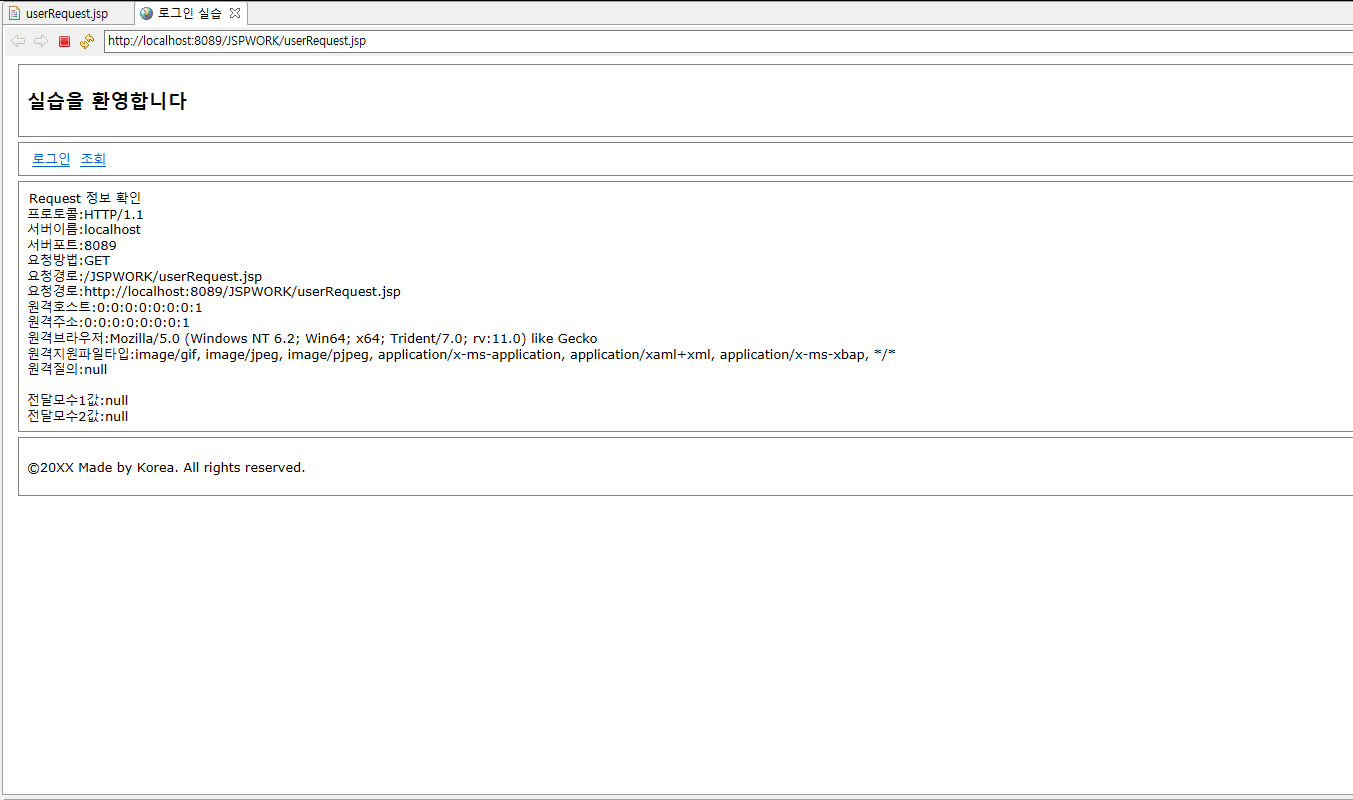 userRequest.jsp 로그인 실습
http://localhost:8089/JSPWORK/userRequest.jsp
실습을 환영합니다
로그인 조회
Request 정보 확인
프로토콜:HTTP/1.1
서버이름:localhost
서버포트:8089
요청방법:GET
요청경로:/JSPWORK/userRequest.jsp
요청경로:http://localhost:8089/JSPWORK/userRequest.jsp
원격호스트:0:0:0:0:0:0:0:1
원격주소:0:0:0:0:0:0:0:1
원격브라우저:Mozilla/5.0 (Windows NT 6.2; Win64; x64; Trident/7.0; rv:11.0) like Gecko
원격지원파일타입:image/gif, image/jpeg, image/pjpeg, application/x-ms-application, application/xaml+xml, application/x-ms-xbap, */*
원격질의:null
전달모수1값:null
전달모수2값:null
©20XX Made by Korea. All rights reserved.